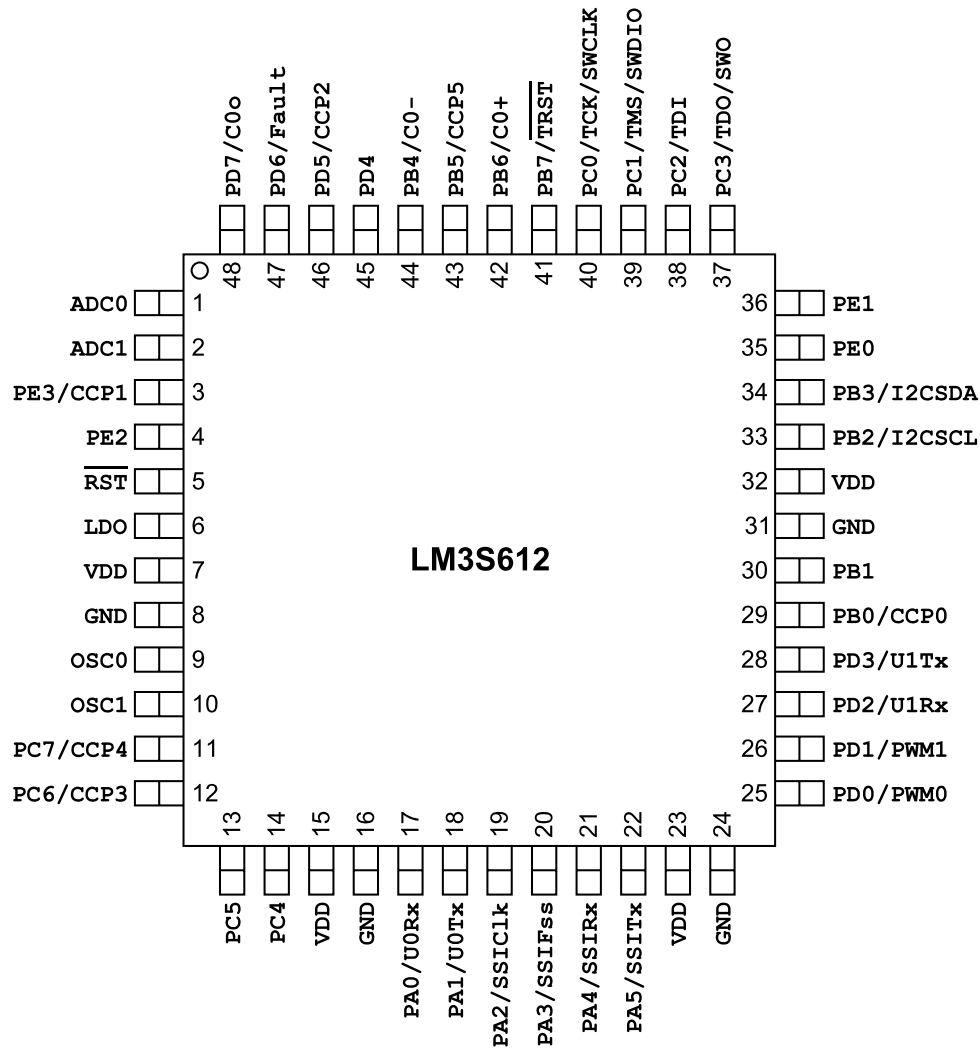 PD7/C0o
PD6/Fault
PD5/CCP2
PD4
PB4/C0-
PB5/CCP5
PB6/C0+
PB7/TRST
PC0/TCK/SWCLK
PC1/TMS/SWDIO
PC2/TDI
PC3/TDO/SWO
48
47
46
45
44
43
42
41
40
39
38
37
ADC0 1
ADC1 2
PE3/CCP1 3
PE2 4
RST 5
LDO 6
VDD 7
GND 8
OSC0 9
OSC1 10
PC7/CCP4 11
PC6/CCP3 12
LM3S612
36 PE1
35 PE0
34 PB3/I2CSDA
33 PB2/I2CSCL
32 VDD
31 GND
30 PB1
29 PB0/CCP0
28 PD3/U1Tx
27 PD2/U1Rx
26 PD1/PWM1
25 PD0/PWM0
13
14
15
16
17
18
19
20
21
22
23
24
PC5
PC4
VDD
GND
PA0/U0Rx
PA1/U0Tx
PA2/SSIClk
PA3/SSIFss
PA4/SSIRx
PA5/SSITx
VDD
GND